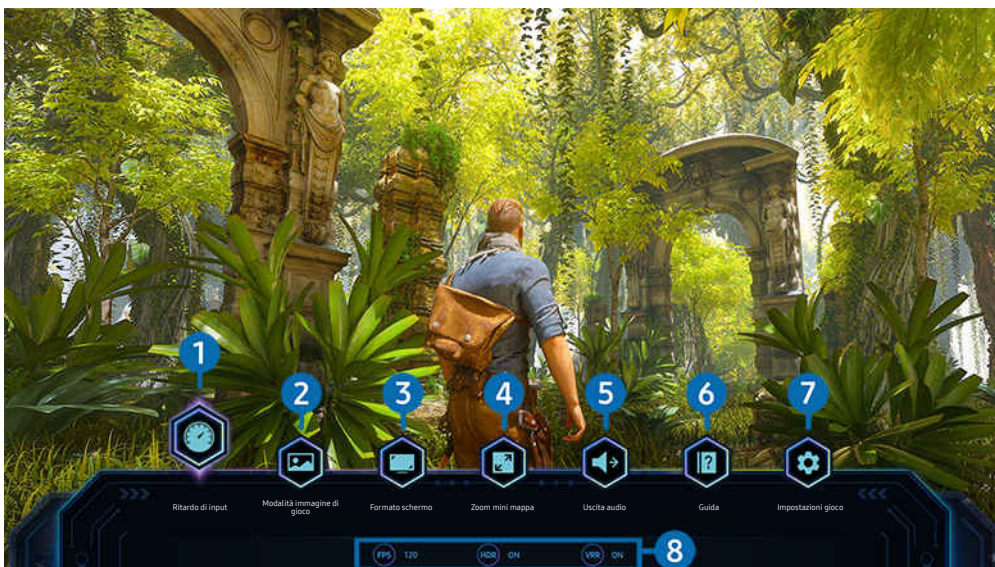 1
2
3
4
5
6
7
Ritardo di input
Modalità immagine di
gioco
Formato schermo
Zoom mini mappa
Uscita audio
Guida
Impostazioni gioco
FPS 120 HDR ON VRR ON 8